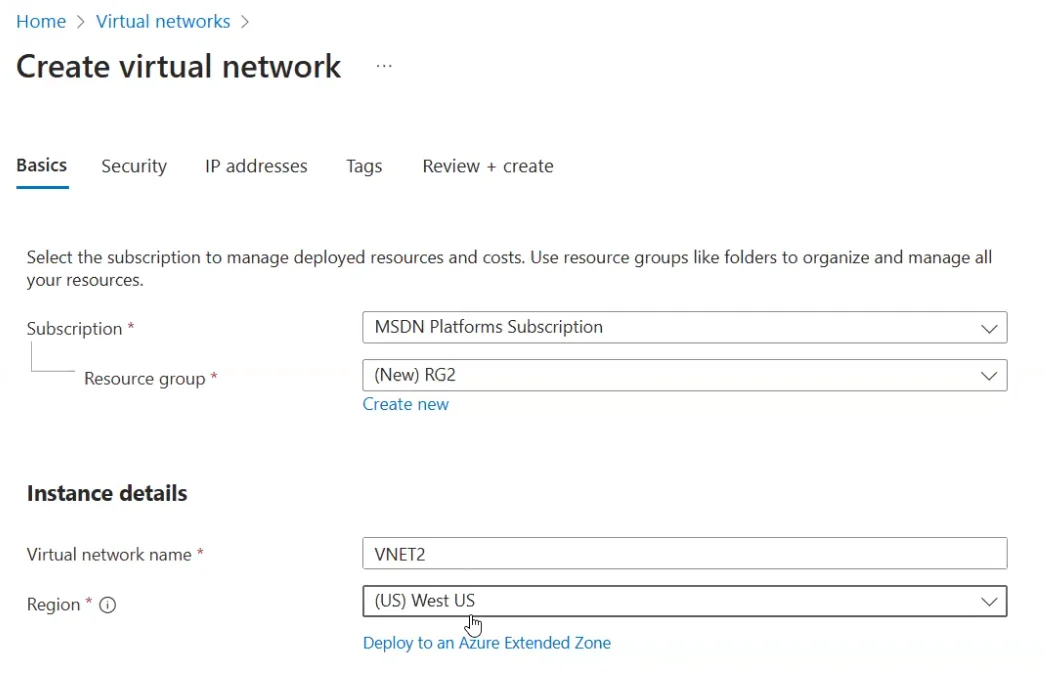 Home > Virtual networks >
Create virtual network ...
Basics Security IP addresses Tags Review + create
Select the subscription to manage deployed resources and costs. Use resource groups like folders to organize and manage all
your resources.
Subscription * MSDN Platforms Subscription
Resource group * (New) RG2
Create new
Instance details
Virtual network name * VNET2
Region * (US) West US
Deploy to an Azure Extended Zone